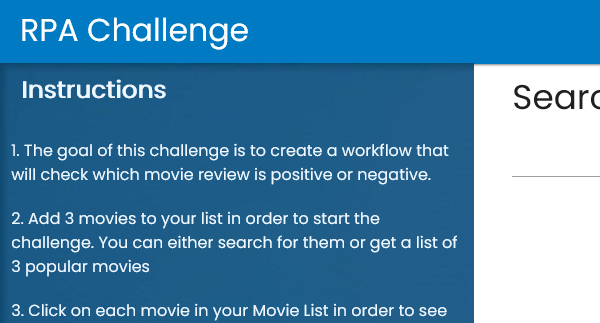 RPA Challenge
Instructions
1. The goal of this challenge is to create a workflow that
will check which movie review is positive or negative.
2. Add 3 movies to your list in order to start the
challenge. You can either search for them or get a list of
3 popular movies
3. Click on each movie in your Movie List in order to see